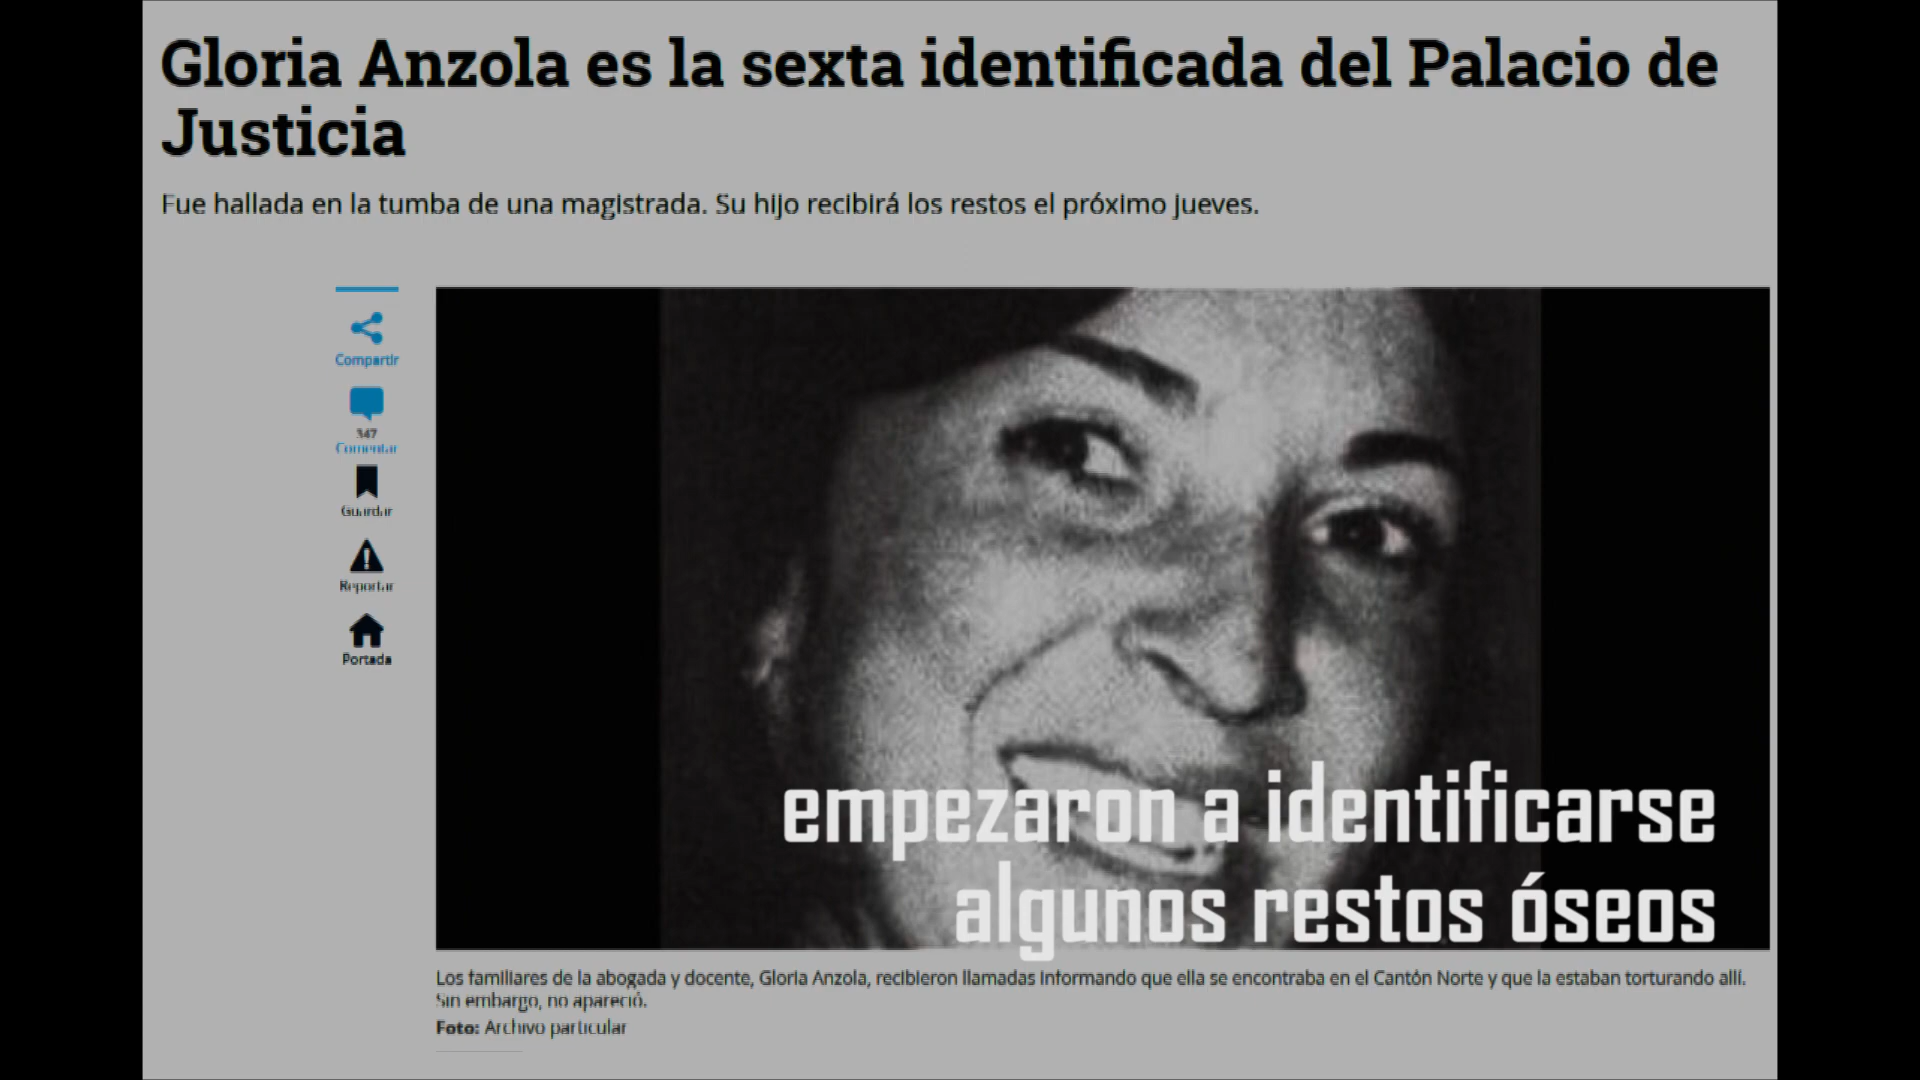 Gloria Anzola es la sexta identificada del Palacio de
Justicia
Fue hallada en la tumba de una magistrada. Su hijo recibirá los restos el próximo jueves.
Compartir
347
Comentar
Guardar
Reportar
Portada
empezaron a identificarse
algunos restos óseos
Los familiares de la abogada y docente, Gloria Anzola, recibieron llamadas informando que ella se encontraba en el Cantón Norte y que la estaban torturando allí.
Sin embargo, no apareció.
Foto: Archivo particular